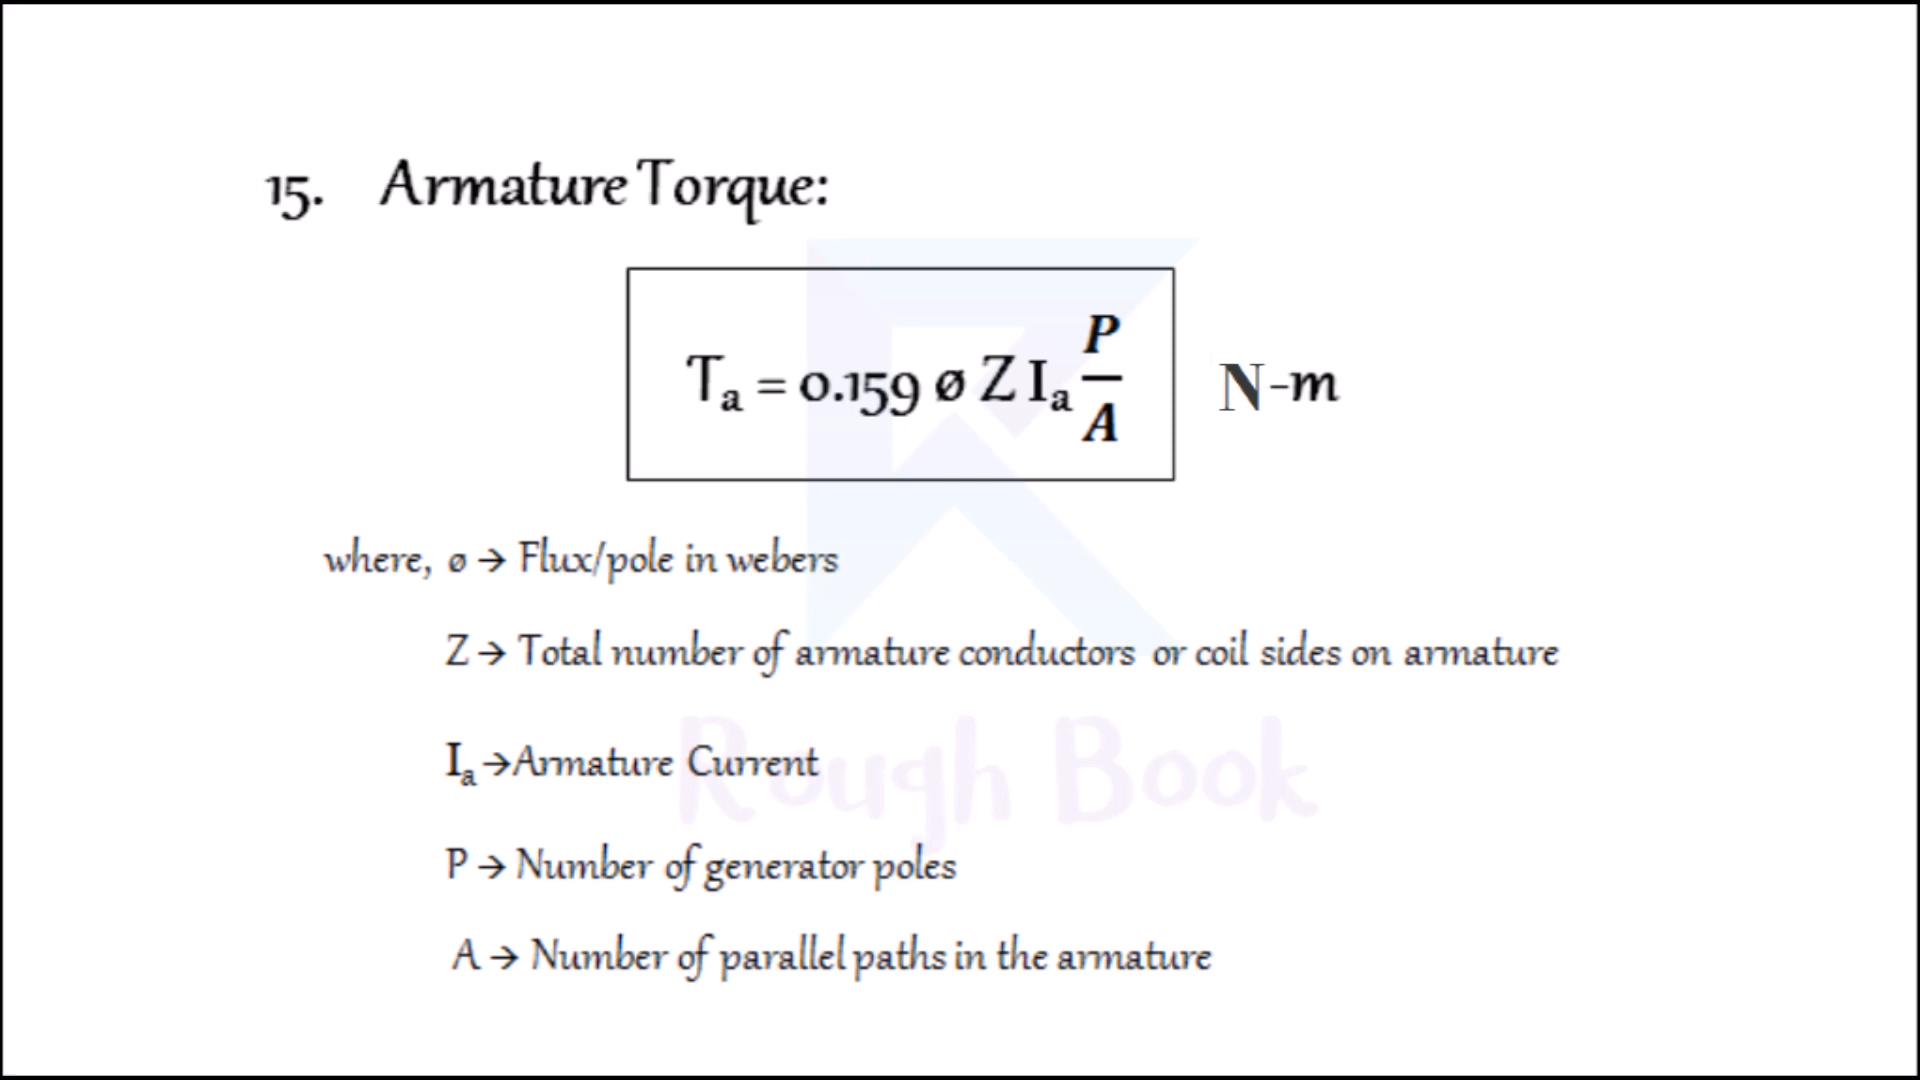 15. Armature Torque:
Tₐ = 0.159 ø Z Iₐ P/A N-m
where, ø → Flux/pole in webers
Z → Total number of armature conductors or coil sides on armature
Iₐ →Armature Current
Rough Book
P → Number of generator poles
A → Number of parallel paths in the armature